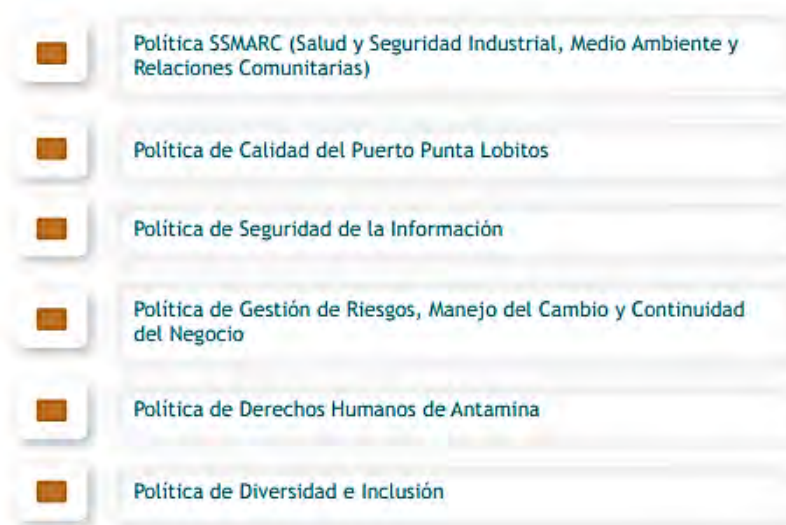 Política SSMARC (Salud y Seguridad Industrial, Medio Ambiente y
Relaciones Comunitarias)
Política de Calidad del Puerto Punta Lobitos
Política de Seguridad de la Información
Política de Gestión de Riesgos, Manejo del Cambio y Continuidad
del Negocio
Política de Derechos Humanos de Antamina
Política de Diversidad e Inclusión